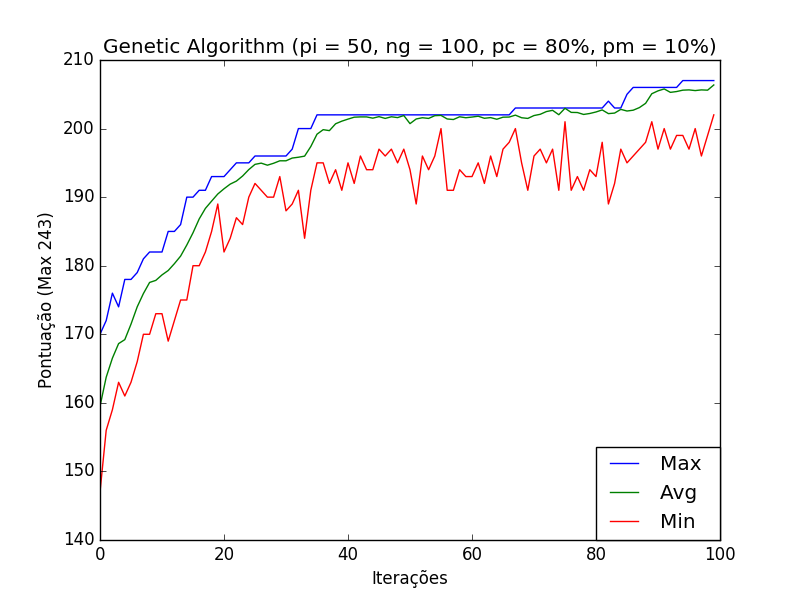 Genetic Algorithm (pi = 50, ng = 100, pc = 80%, pm = 10%)
210
200
190
180
170
160
150
140
Pontuação (Max 243)
Max
Avg
Min
0 20 40 60 80 100
Iterações